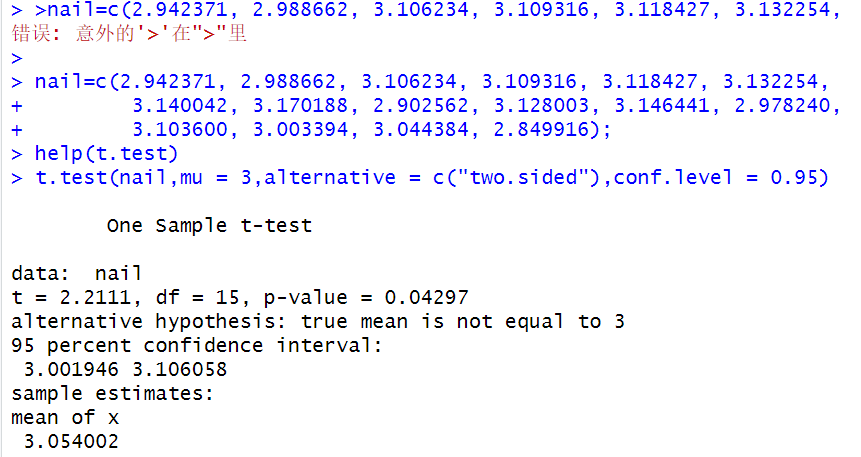 > >nail=c(2.942371, 2.988662, 3.106234, 3.109316, 3.118427, 3.132254,
错误: 意外的'>'在">"里
>
> nail=c(2.942371, 2.988662, 3.106234, 3.109316, 3.118427, 3.132254,
+ 3.140042, 3.170188, 2.902562, 3.128003, 3.146441, 2.978240,
+ 3.103600, 3.003394, 3.044384, 2.849916);
> help(t.test)
> t.test(nail,mu = 3,alternative = c("two.sided"),conf.level = 0.95)
One Sample t-test
data: nail
t = 2.2111, df = 15, p-value = 0.04297
alternative hypothesis: true mean is not equal to 3
95 percent confidence interval:
3.001946 3.106058
sample estimates:
mean of x
3.054002